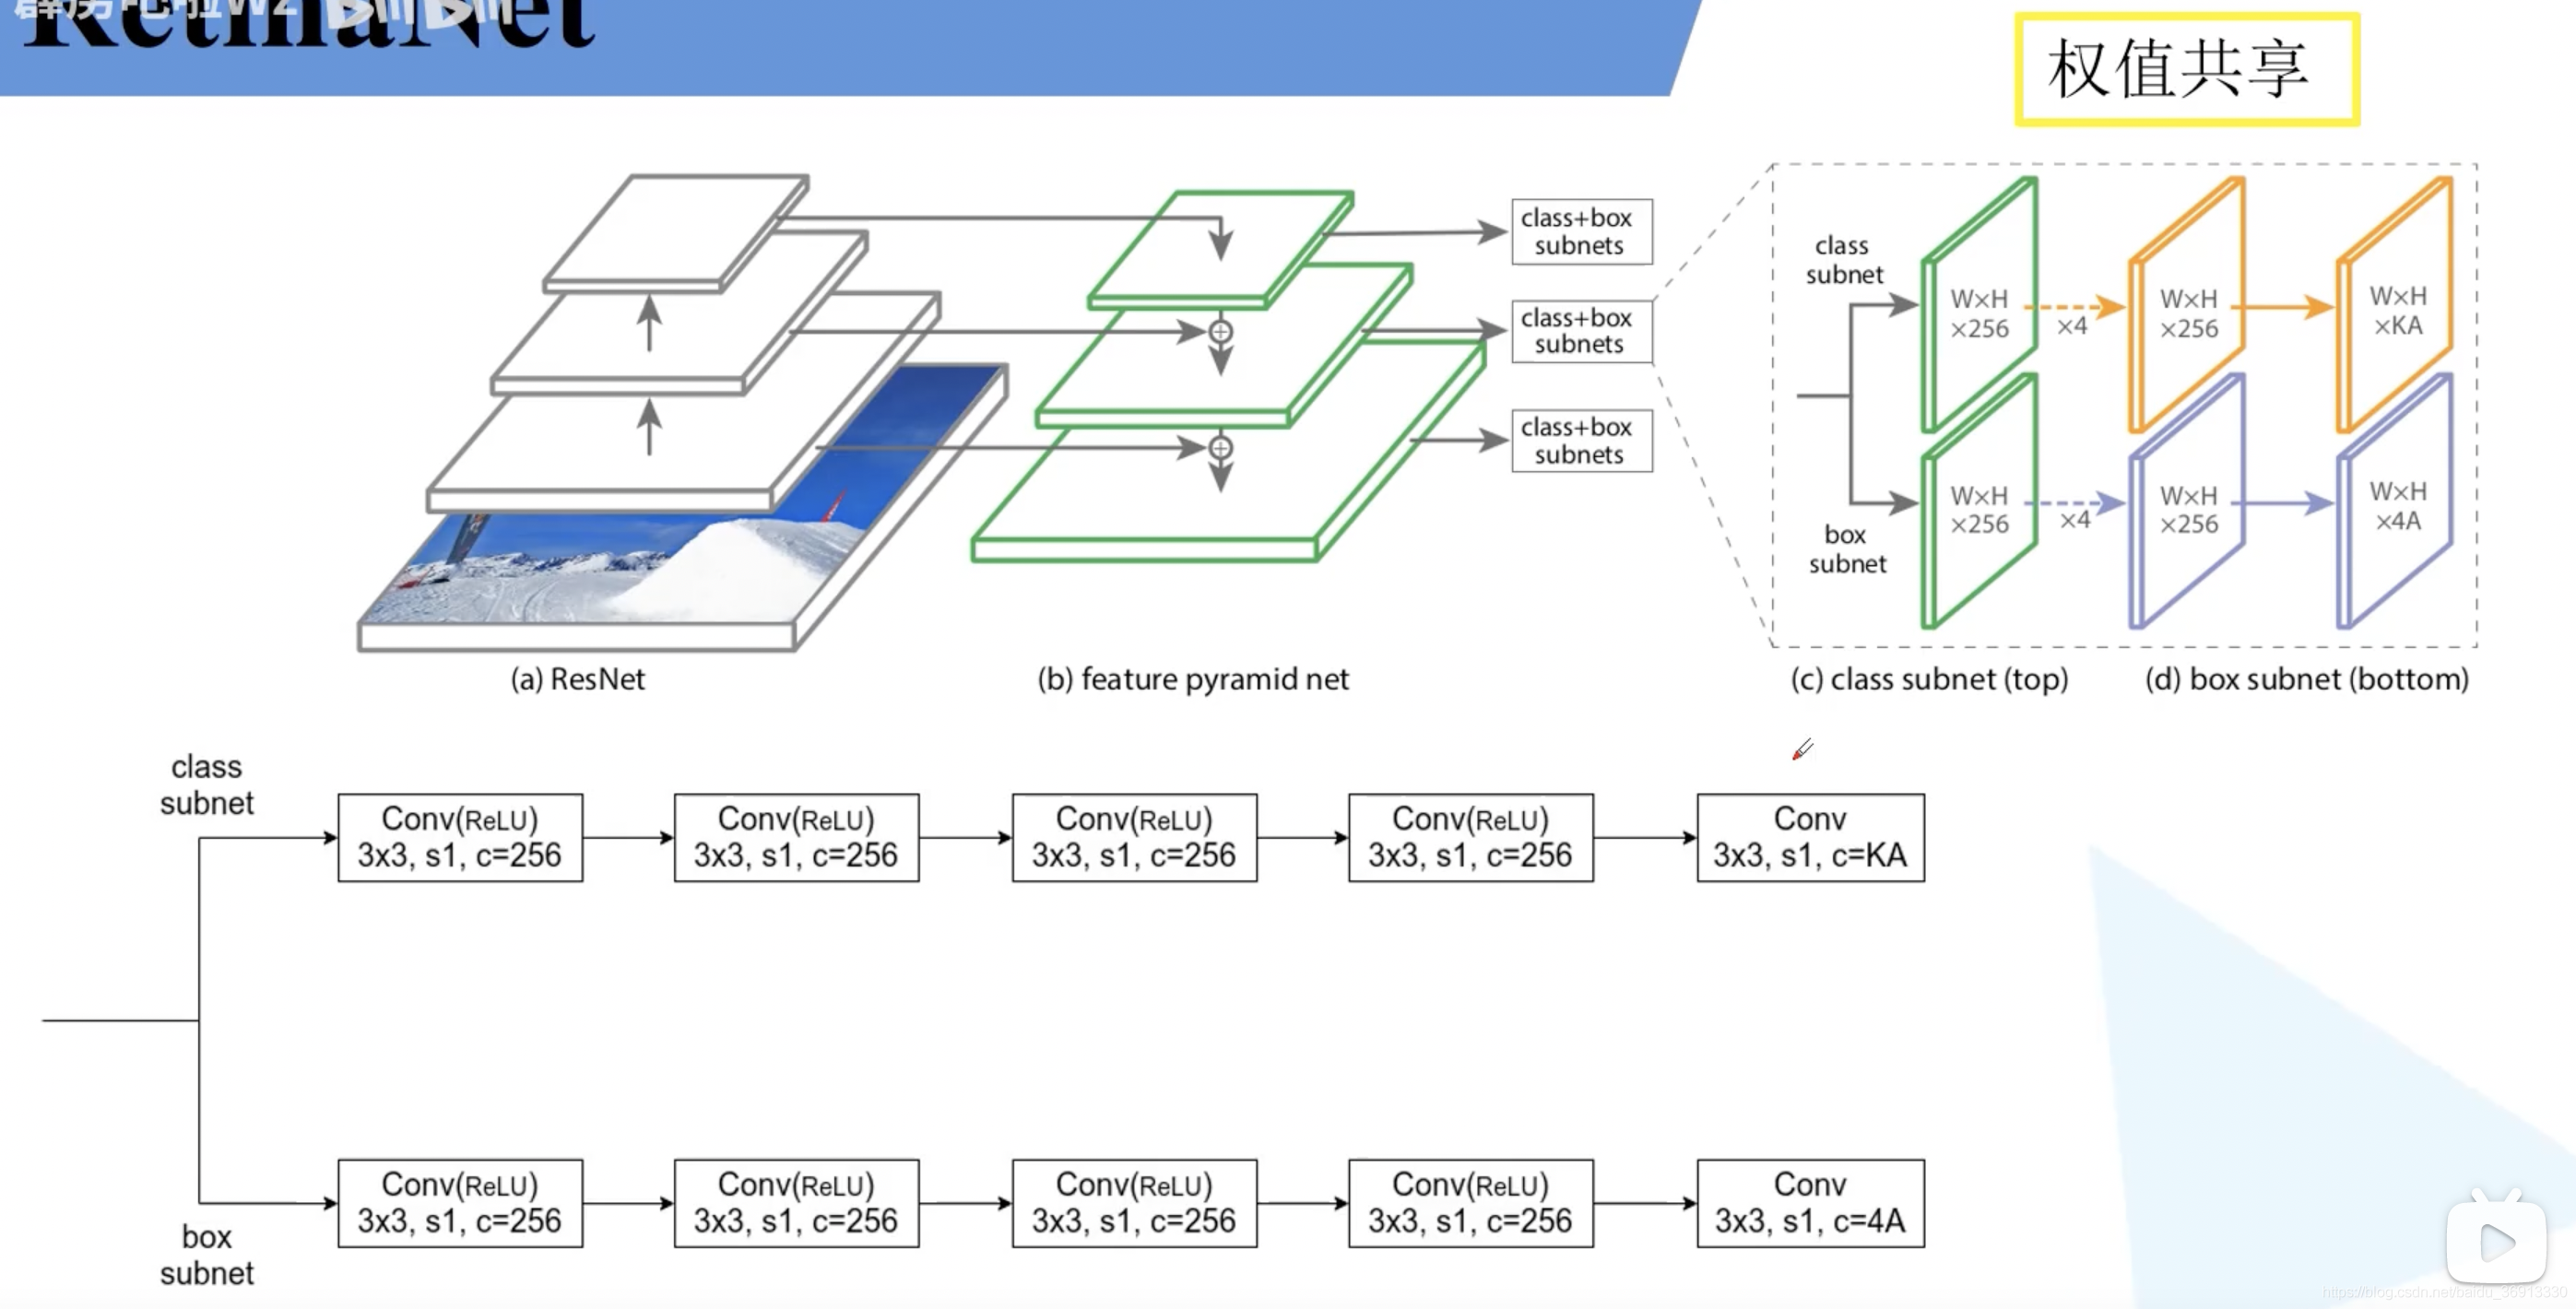 RetinaNet
权值共享
class+box
subnets
class+box
subnets
class+box
subnets
class
subnet
W×H
×256
×4
W×H
×256
W×H
×KA
box
subnet
W×H
×256
×4
W×H
×256
W×H
×4A
(a) ResNet
(b) feature pyramid net
(c) class subnet (top)
(d) box subnet (bottom)
class
subnet
Conv(ReLU)
3x3, s1, c=256
Conv(ReLU)
3x3, s1, c=256
Conv(ReLU)
3x3, s1, c=256
Conv(ReLU)
3x3, s1, c=256
Conv
3x3, s1, c=KA
Conv(ReLU)
3x3, s1, c=256
Conv(ReLU)
3x3, s1, c=256
Conv(ReLU)
3x3, s1, c=256
Conv(ReLU)
3x3, s1, c=256
Conv
3x3, s1, c=4A
box
subnet
https://blog.csdn.net/baidu_36913330